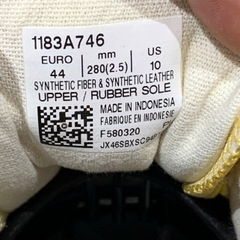 1183A746
EURO mm US
44 280(2.5) 10
SYNTHETIC FIBER & SYNTHETIC LEATHER
UPPER / RUBBER SOLE
MADE IN INDONESIA
FABRIQUE EN INDONESIE
F580320